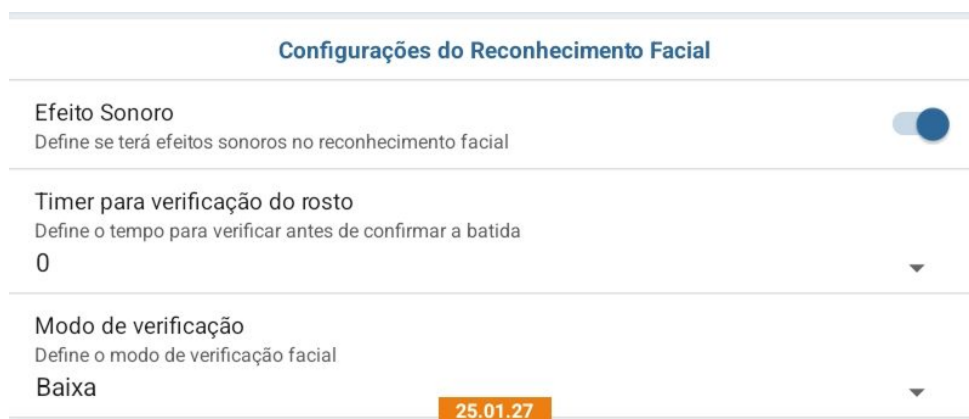 Configurações do Reconhecimento Facial
Efeito Sonoro
Define se terá efeitos sonoros no reconhecimento facial
Timer para verificação do rosto
Define o tempo para verificar antes de confirmar a batida
0
Modo de verificação
Define o modo de verificação facial
Baixa
25.01.27